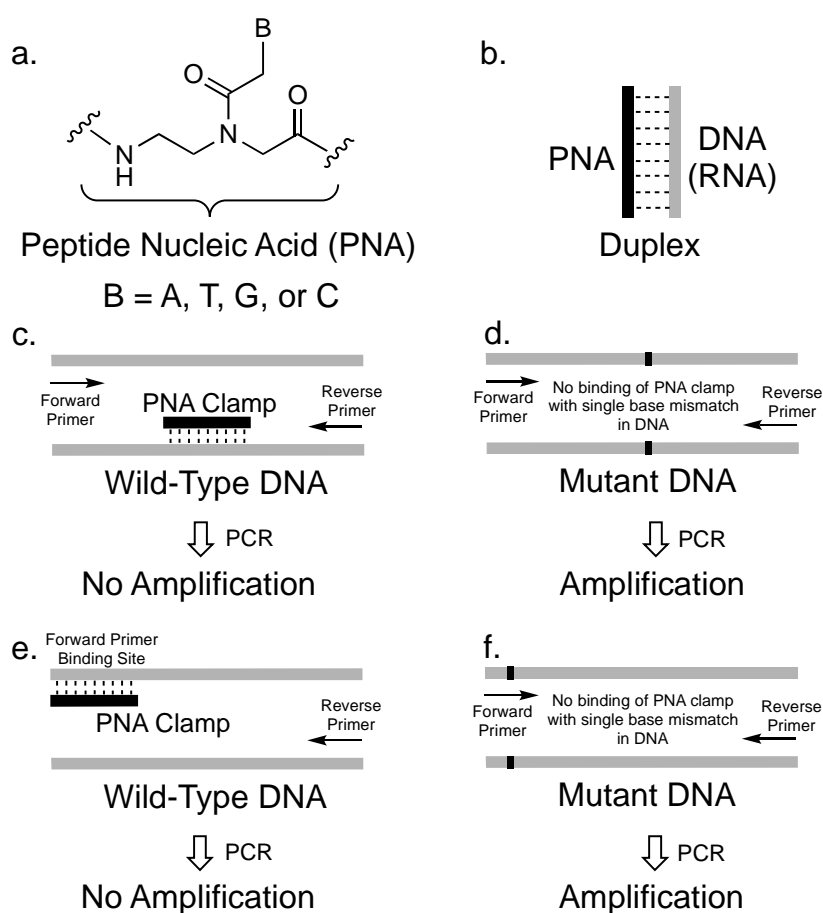 a.
B
O
O
N
N
H
Peptide Nucleic Acid (PNA)
B = A, T, G, or C
b.
PNA
DNA
(RNA)
Duplex
c.
Forward
Primer
PNA Clamp
Reverse
Primer
Wild-Type DNA
PCR
No Amplification
d.
Forward
Primer
No binding of PNA clamp
with single base mismatch
in DNA
Reverse
Primer
Mutant DNA
PCR
Amplification
e.
Forward Primer
Binding Site
PNA Clamp
Reverse
Primer
Wild-Type DNA
PCR
No Amplification
f.
Forward
Primer
No binding of PNA clamp
with single base mismatch
in DNA
Reverse
Primer
Mutant DNA
PCR
Amplification